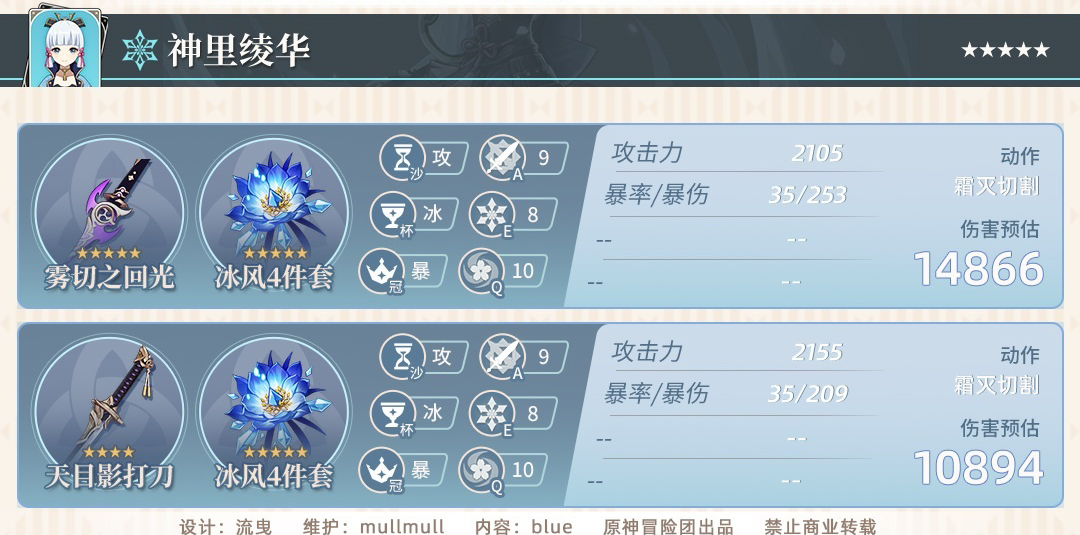 神里绫华 ★★★★★
攻 沙 9 A
冰 杯 8 E
暴 冠 10 Q
★★★★★ ★★★★★
雾切之回光 冰风4件套
攻击力 2105
暴率/暴伤 35/253
-- --
-- --
动作
霜灭切割
伤害预估
14866
攻 沙 9 A
冰 杯 8 E
暴 冠 10 Q
★★★★ ★★★★★
天目影打刀 冰风4件套
攻击力 2155
暴率/暴伤 35/209
-- --
-- --
动作
霜灭切割
伤害预估
10894
设计：流曳 维护：mullmull 内容：blue 原神冒险团出品 禁止商业转载